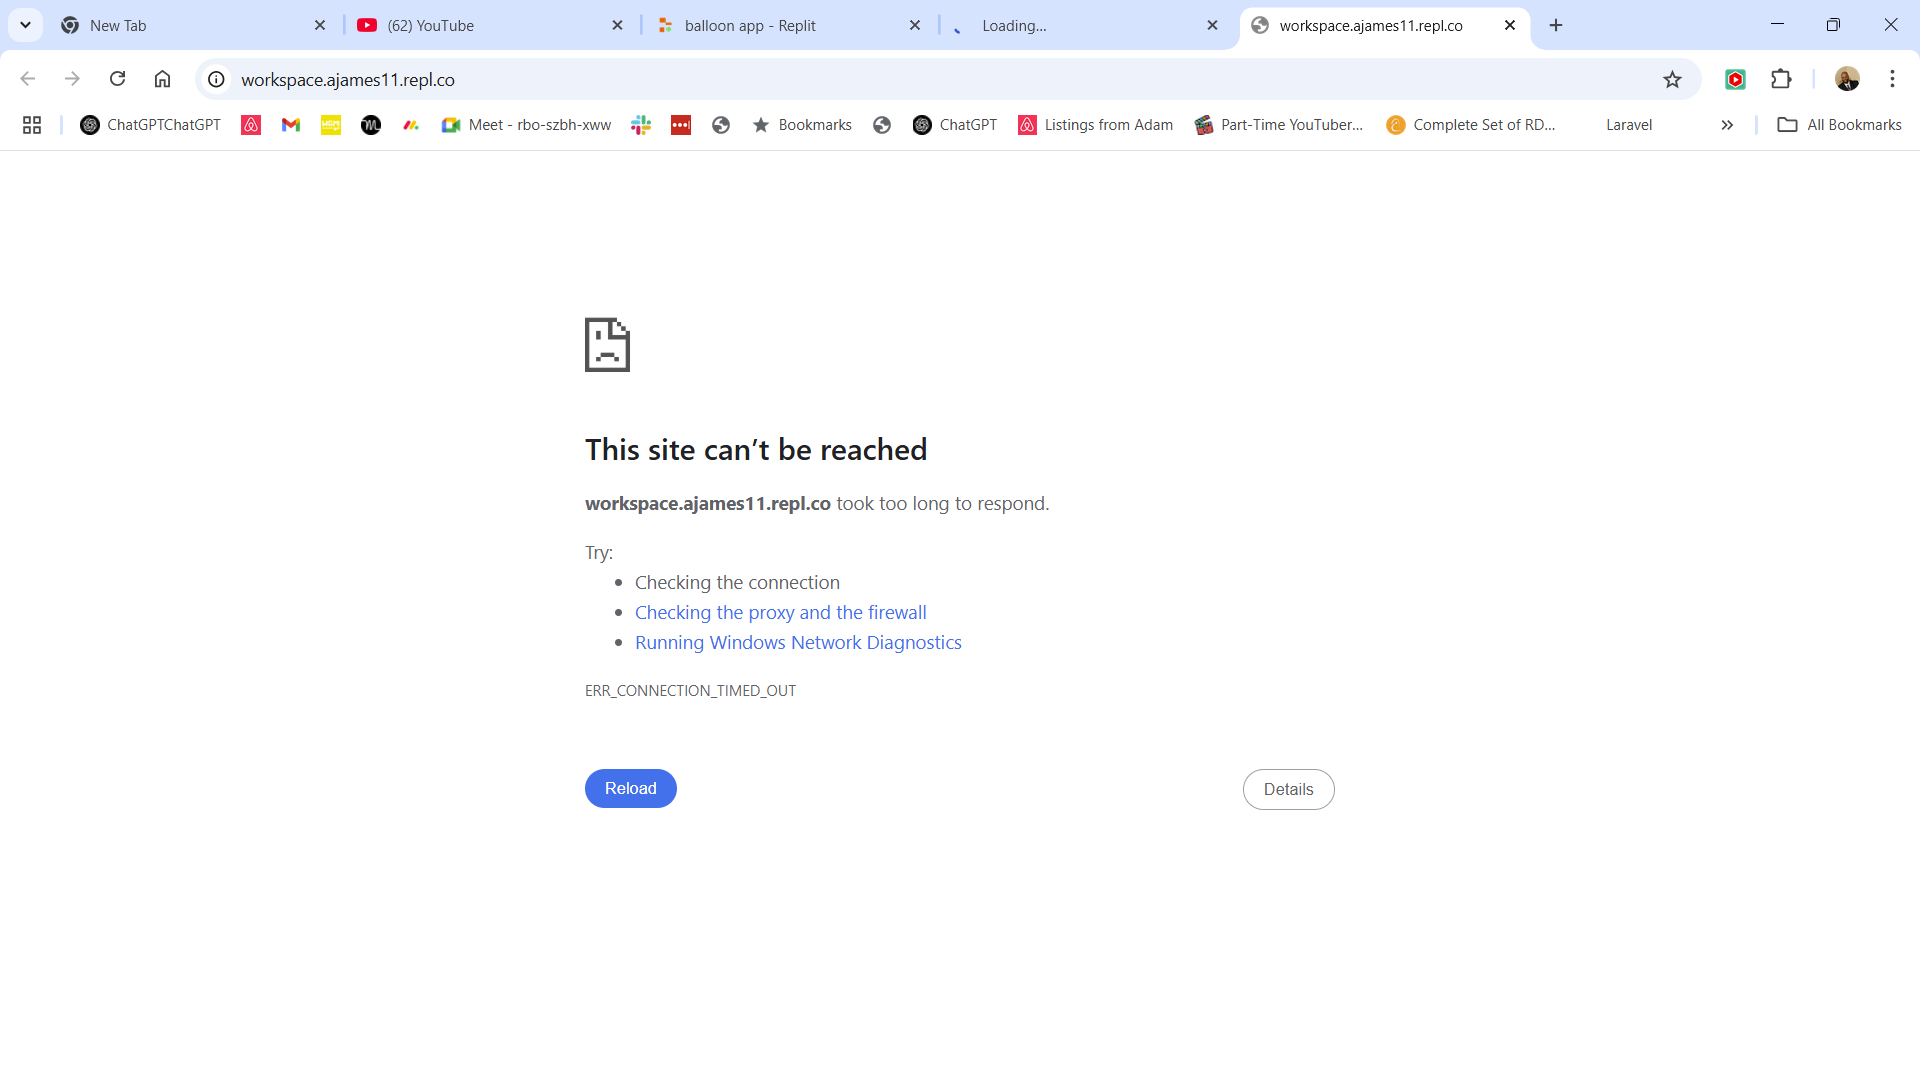 New Tab
(62) YouTube
balloon app - Replit
Loading...
workspace.ajames11.repl.co
workspace.ajames11.repl.co
ChatGPTChatGPT
Meet - rbo-szbh-xww
Bookmarks
ChatGPT
Listings from Adam
Part-Time YouTuber...
Complete Set of RD...
Laravel
All Bookmarks
This site can’t be reached
workspace.ajames11.repl.co took too long to respond.
Try:
Checking the connection
Checking the proxy and the firewall
Running Windows Network Diagnostics
ERR_CONNECTION_TIMED_OUT
Reload
Details